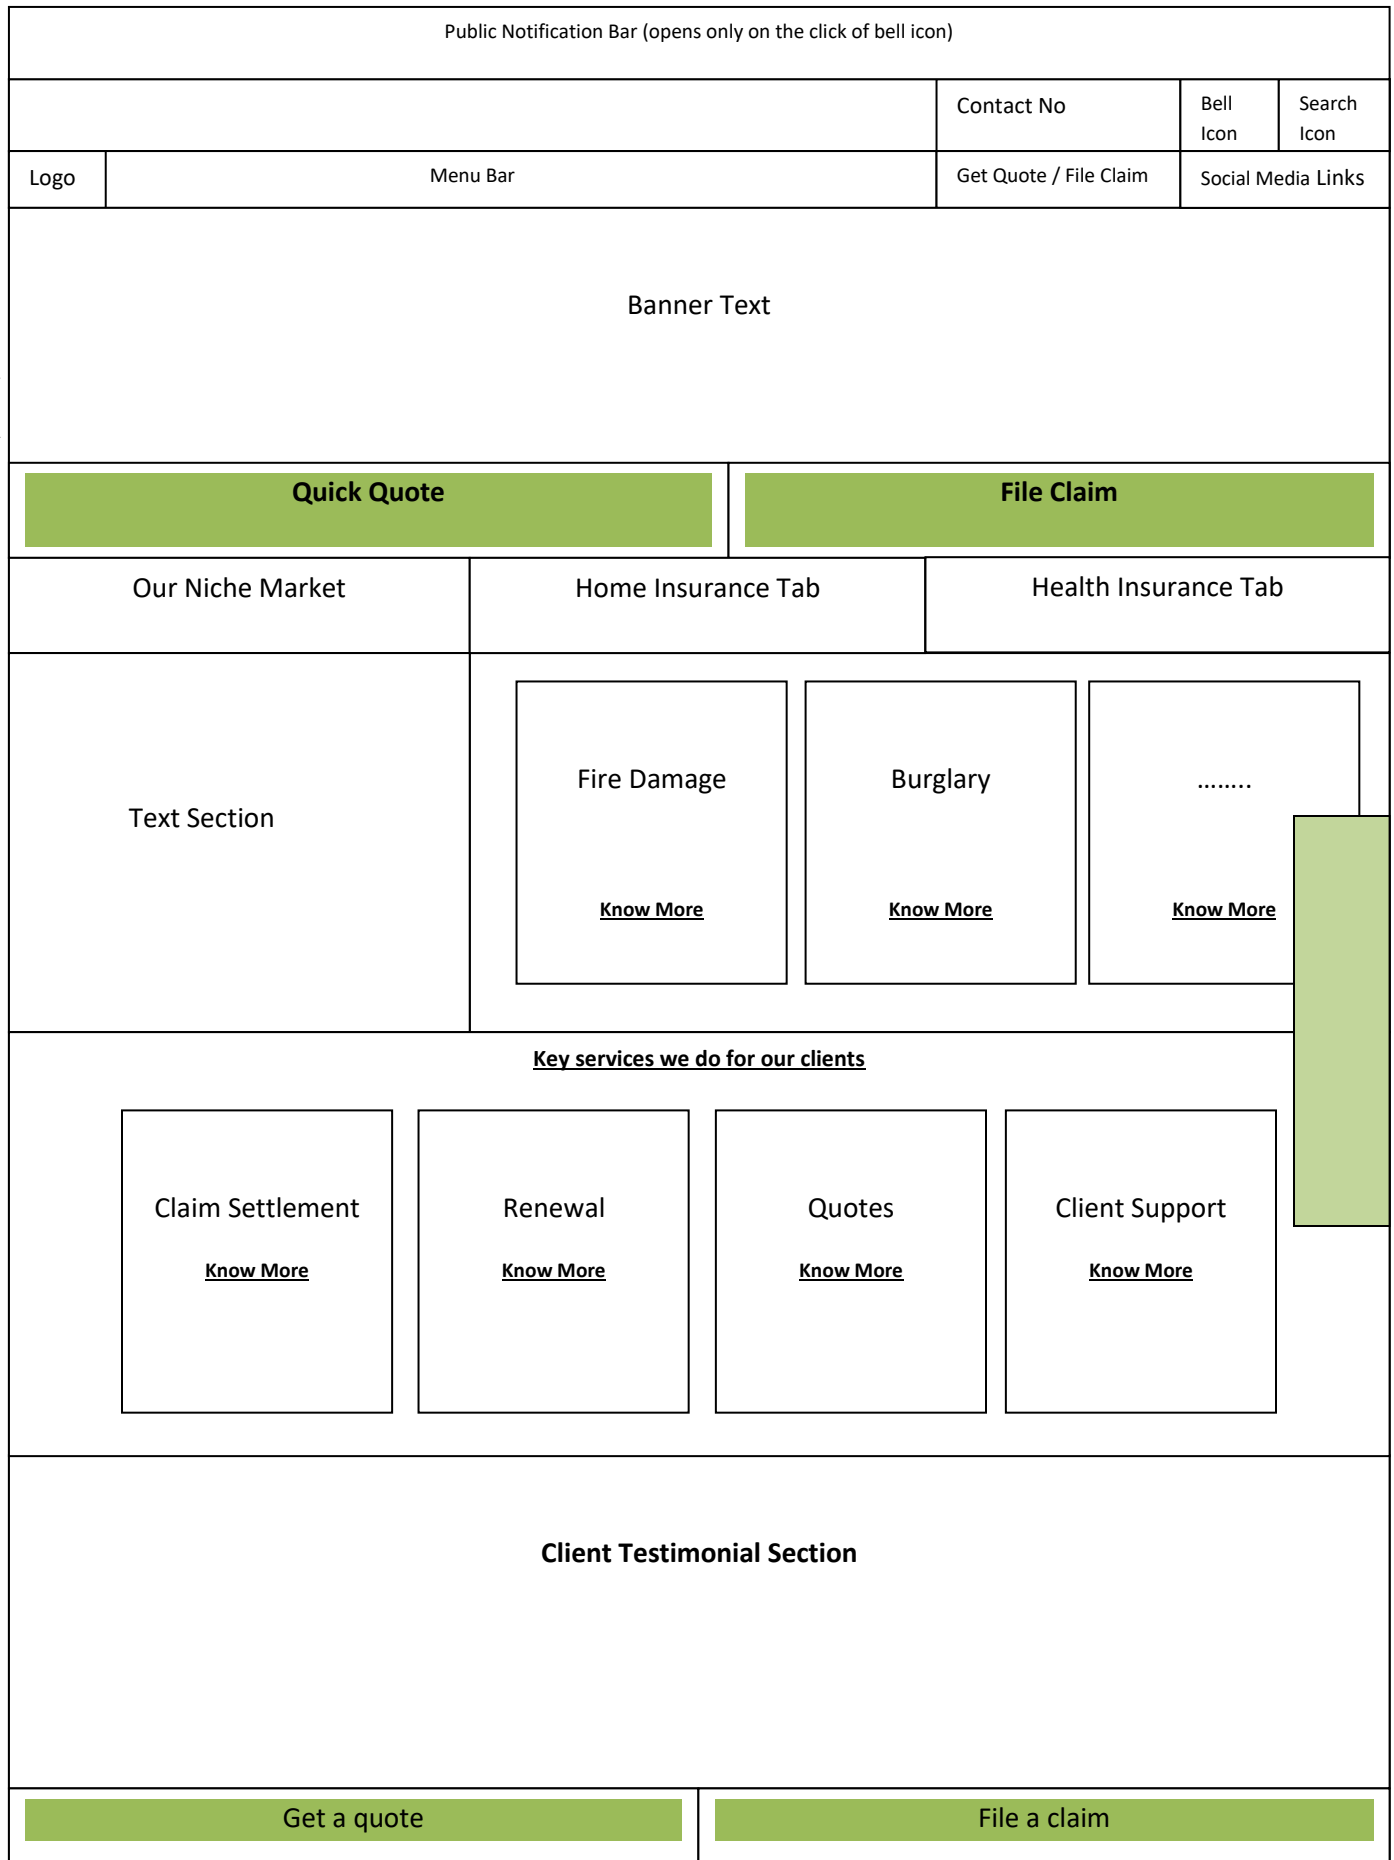 Public Notification Bar (opens only on the click of bell icon)
Contact No
Bell
Icon
Search
Icon
Logo
Menu Bar
Get Quote / File Claim
Social Media Links
Banner Text
Quick Quote
File Claim
Our Niche Market
Home Insurance Tab
Health Insurance Tab
Text Section
Fire Damage
Know More
Burglary
Know More
……..
Know More
Key services we do for our clients
Claim Settlement
Know More
Renewal
Know More
Quotes
Know More
Client Support
Know More
Client Testimonial Section
Get a quote
File a claim